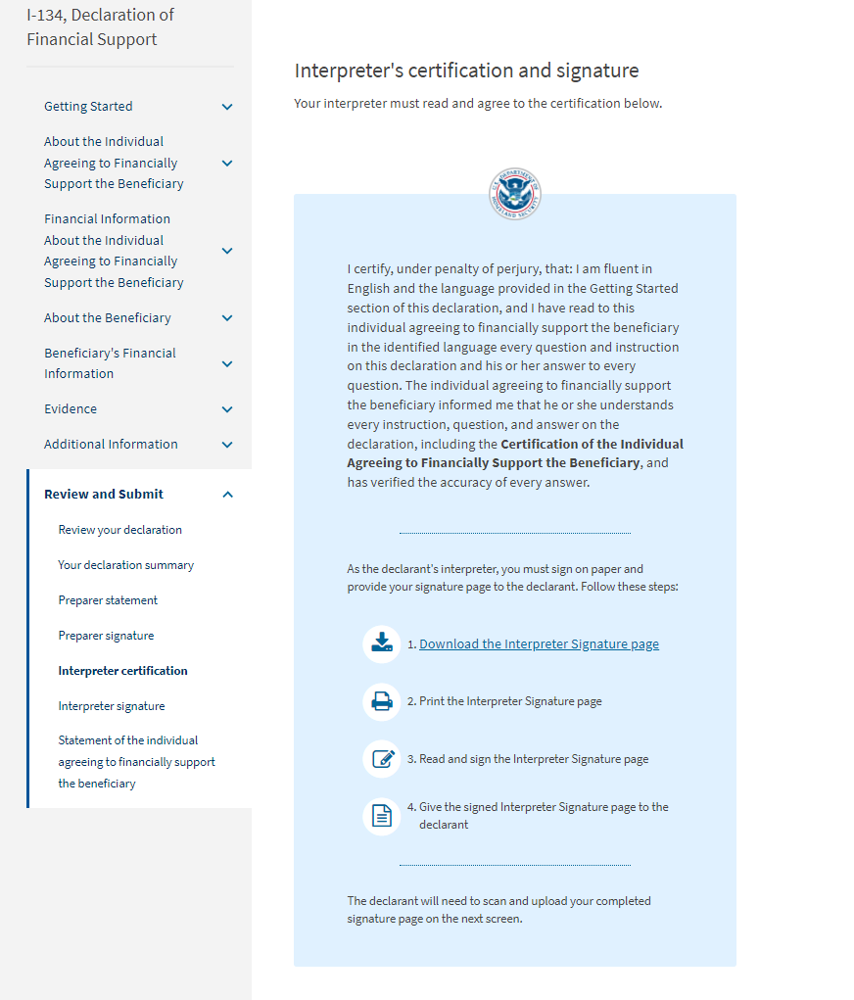 I-134, Declaration of
Financial Support
Getting Started
About the Individual
Agreeing to Financially
Support the Beneficiary
Financial Information
About the Individual
Agreeing to Financially
Support the Beneficiary
About the Beneficiary
Beneficiary's Financial
Information
Evidence
Additional Information
Review and Submit
Review your declaration
Your declaration summary
Preparer statement
Preparer signature
Interpreter certification
Interpreter signature
Statement of the individual
agreeing to financially support
the beneficiary
Interpreter's certification and signature
Your interpreter must read and agree to the certification below.
U.S. DEPARTMENT OF
HOMELAND SECURITY
I certify, under penalty of perjury, that: I am fluent in
English and the language provided in the Getting Started
section of this declaration, and I have read to this
individual agreeing to financially support the beneficiary
in the identified language every question and instruction
on this declaration and his or her answer to every
question. The individual agreeing to financially support
the beneficiary informed me that he or she understands
every instruction, question, and answer on the
declaration, including the Certification of the Individual
Agreeing to Financially Support the Beneficiary, and
has verified the accuracy of every answer.
As the declarant's interpreter, you must sign on paper and
provide your signature page to the declarant. Follow these steps:
1. Download the Interpreter Signature page
2. Print the Interpreter Signature page
3. Read and sign the Interpreter Signature page
4. Give the signed Interpreter Signature page to the
declarant
The declarant will need to scan and upload your completed
signature page on the next screen.